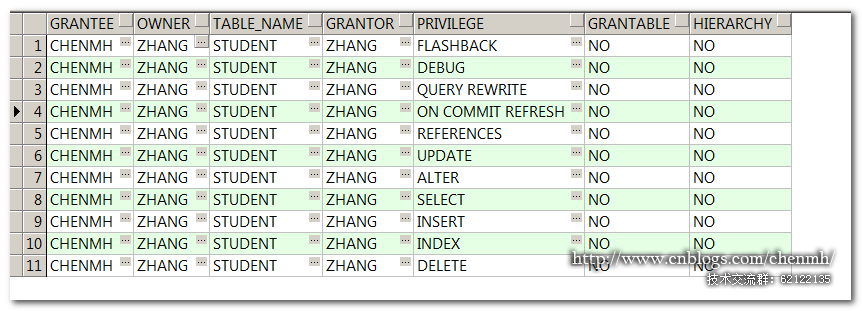 GRANTEE OWNER TABLE_NAME GRANTOR PRIVILEGE GRANTABLE HIERARCHY
1 CHENMH ZHANG STUDENT ZHANG FLASHBACK NO NO
2 CHENMH ZHANG STUDENT ZHANG DEBUG NO NO
3 CHENMH ZHANG STUDENT ZHANG QUERY REWRITE NO NO
4 CHENMH ZHANG STUDENT ZHANG ON COMMIT REFRESH NO NO
5 CHENMH ZHANG STUDENT ZHANG REFERENCES NO NO
6 CHENMH ZHANG STUDENT ZHANG UPDATE NO NO
7 CHENMH ZHANG STUDENT ZHANG ALTER NO NO
8 CHENMH ZHANG STUDENT ZHANG SELECT NO NO
9 CHENMH ZHANG STUDENT ZHANG INSERT NO NO
10 CHENMH ZHANG STUDENT ZHANG INDEX NO NO
11 CHENMH ZHANG STUDENT ZHANG DELETE NO NO
http://www.cnblogs.com/chenmh/
技术交流群：62122135